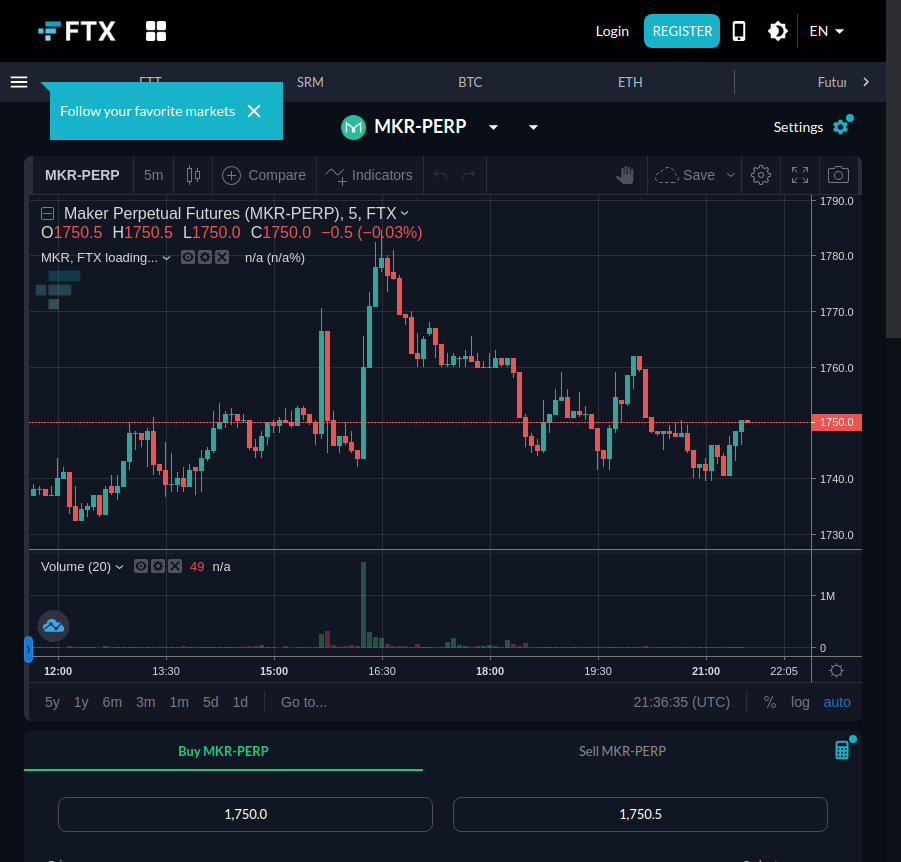 FTX
Login
REGISTER
EN
FTT
SRM
BTC
ETH
Futur
Follow your favorite markets
MKR-PERP
Settings
MKR-PERP 5m Compare Indicators Save
Maker Perpetual Futures (MKR-PERP), 5, FTX
O1750.5 H1750.5 L1750.0 C1750.0 −0.5 (−0.03%)
MKR, FTX loading... n/a (n/a%)
1790.0
1780.0
1770.0
1760.0
1750.0
1740.0
1730.0
Volume (20) 49 n/a
1M
0
12:00 13:30 15:00 16:30 18:00 19:30 21:00 22:05
5y 1y 6m 3m 1m 5d 1d Go to... 21:36:35 (UTC) % log auto
Buy MKR-PERP
Sell MKR-PERP
1,750.0
1,750.5